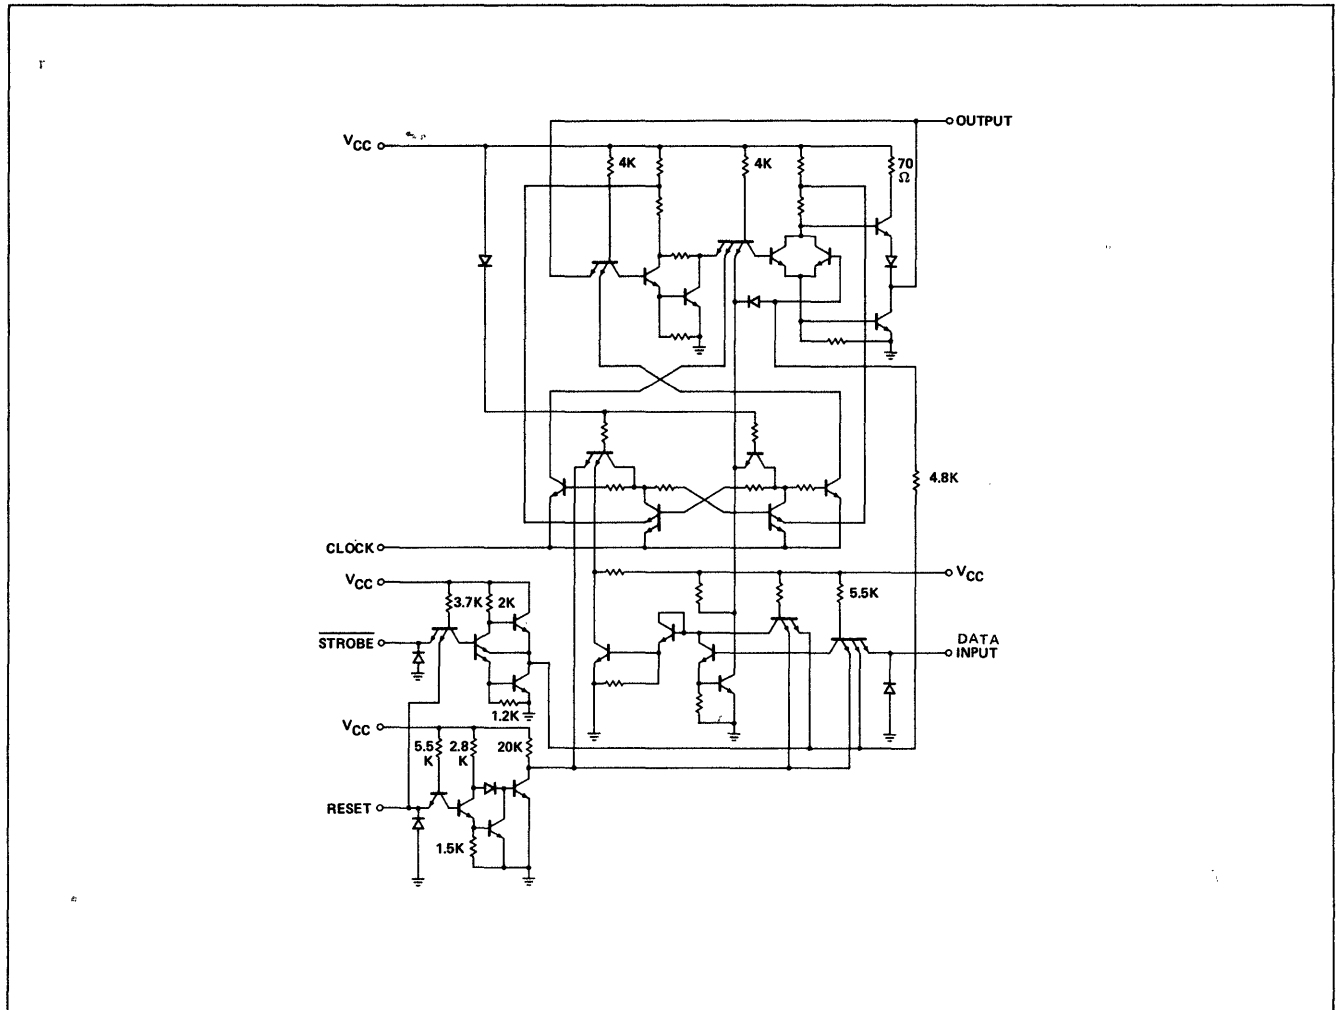 r
OUTPUT
VCC
4K
4K
70
Ω
4.8K
CLOCK
VCC
VCC
3.7K
2K
5.5K
STROBE
DATA
INPUT
1.2K
VCC
5.5
K
2.8
K
20K
RESET
1.5K